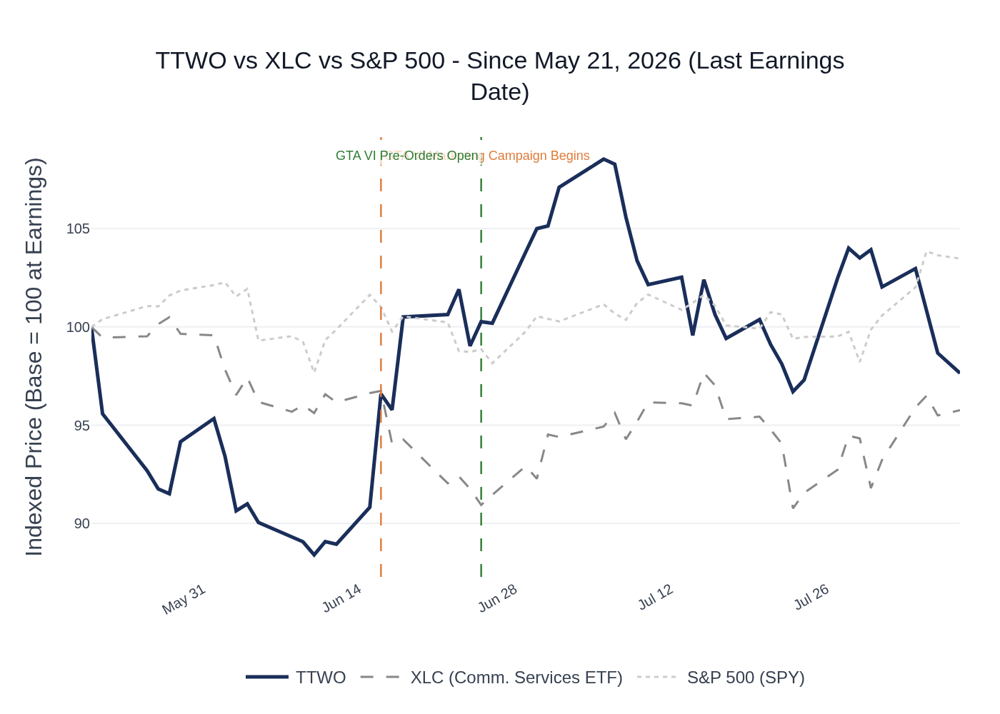 TTWO vs XLC vs S&P 500 - Since May 21, 2026 (Last Earnings
Date)
GTA VI Pre-Orders Open
Campaign Begins
Indexed Price (Base = 100 at Earnings)
105
100
95
90
May 31
Jun 14
Jun 28
Jul 12
Jul 26
TTWO
XLC (Comm. Services ETF)
S&P 500 (SPY)